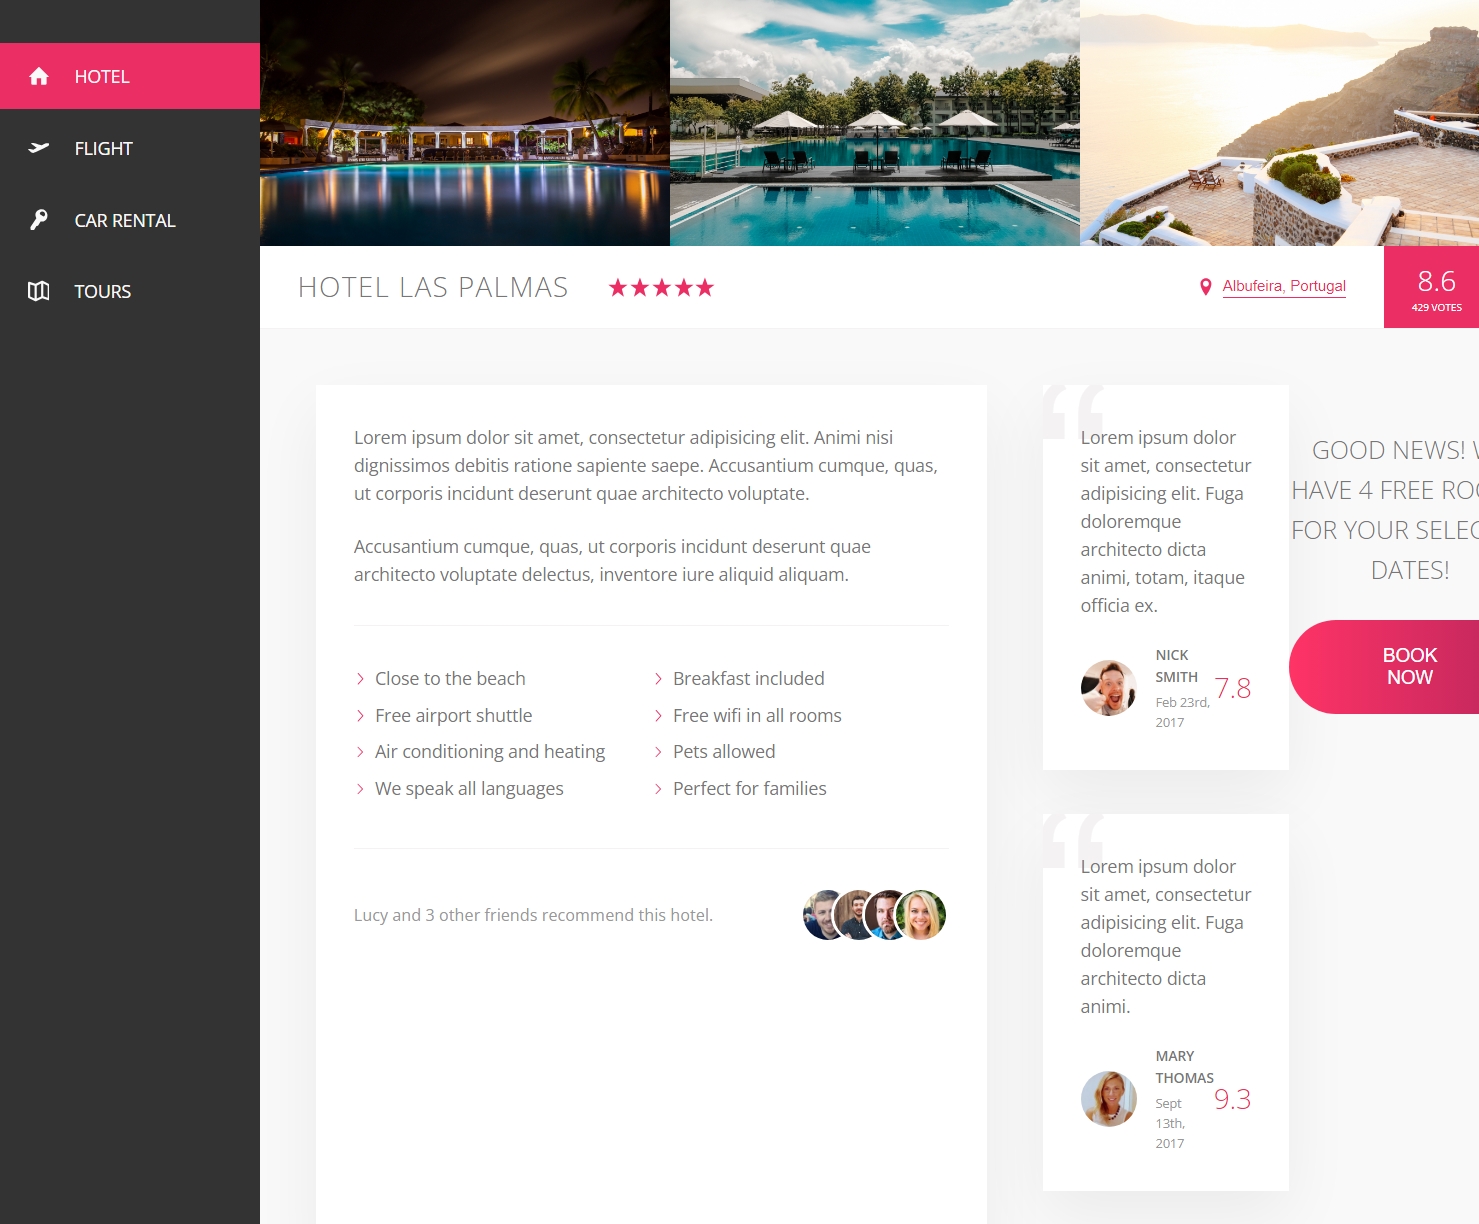 HOTEL
FLIGHT
CAR RENTAL
TOURS
HOTEL LAS PALMAS
Albufeira, Portugal
8.6
429 VOTES
Lorem ipsum dolor sit amet, consectetur adipisicing elit. Animi nisi
dignissimos debitis ratione sapiente saepe. Accusantium cumque, quas,
ut corporis incidunt deserunt quae architecto voluptate.
Accusantium cumque, quas, ut corporis incidunt deserunt quae
architecto voluptate delectus, inventore iure aliquid aliquam.
Close to the beach
Free airport shuttle
Air conditioning and heating
We speak all languages
Breakfast included
Free wifi in all rooms
Pets allowed
Perfect for families
Lucy and 3 other friends recommend this hotel.
“
Lorem ipsum dolor
sit amet, consectetur
adipisicing elit. Fuga
doloremque
architecto dicta
animi, totam, itaque
officia ex.
NICK
SMITH
Feb 23rd,
2017
7.8
“
Lorem ipsum dolor
sit amet, consectetur
adipisicing elit. Fuga
doloremque
architecto dicta
animi.
MARY
THOMAS
Sept
13th,
2017
9.3
GOOD NEWS!
HAVE 4 FREE
FOR YOUR
DATES!
BOOK
NOW